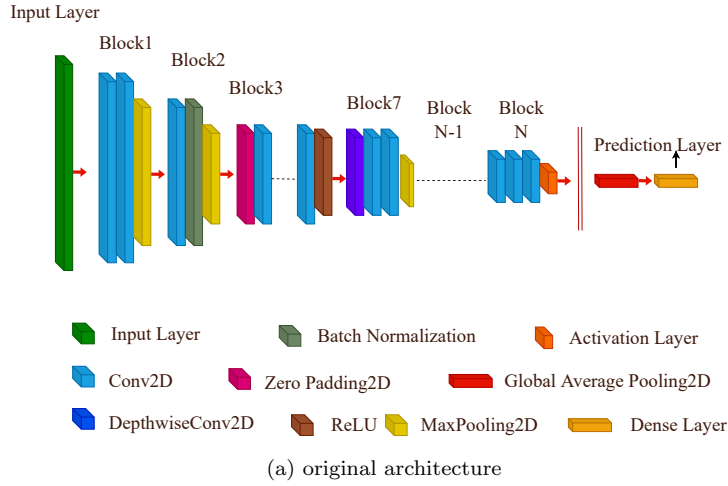 Input Layer
Block1
Block2
Block3
Block7
Block
N-1
Block
N
Prediction Layer
Input Layer
Batch Normalization
Activation Layer
Conv2D
Zero Padding2D
Global Average Pooling2D
DepthwiseConv2D
ReLU
MaxPooling2D
Dense Layer
(a) original architecture